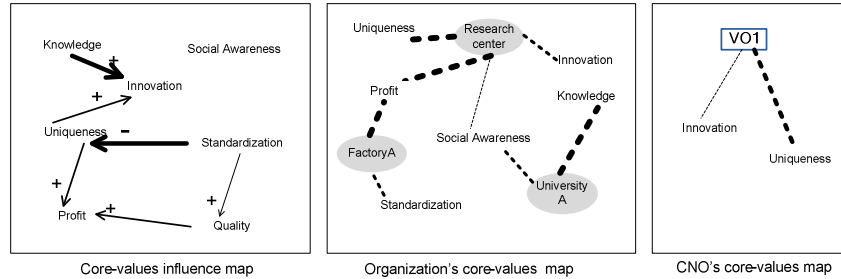 Knowledge
+
Social Awareness
Innovation
+
Uniqueness
-
Standardization
+
+
+
Profit
Quality
Core-values influence map
Uniqueness
Research
center
Innovation
Profit
Knowledge
Social Awareness
FactoryA
University
A
Standardization
Organization's core-values map
VO1
Innovation
Uniqueness
CNO's core-values map